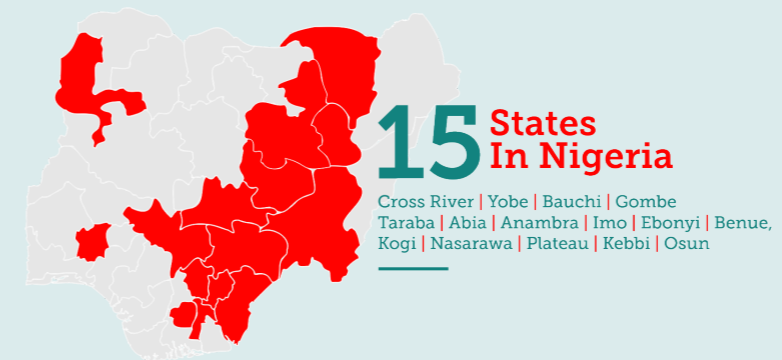 15 States
In Nigeria
Cross River | Yobe | Bauchi | Gombe
Taraba | Abia | Anambra | Imo | Ebonyi | Benue,
Kogi | Nasarawa | Plateau | Kebbi | Osun